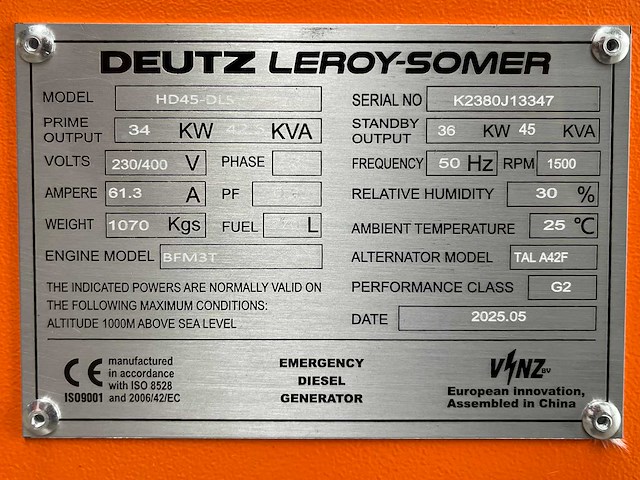 DEUTZ LEROY-SOMER
MODEL HD45-DLS
SERIAL NO K2380J13347
PRIME OUTPUT 34 KW 42.5 KVA
STANDBY OUTPUT 36 KW 45 KVA
VOLTS 230/400 V PHASE
FREQUENCY 50 Hz RPM 1500
AMPERE 61.3 A PF
RELATIVE HUMIDITY 30 %
WEIGHT 1070 Kgs FUEL L
AMBIENT TEMPERATURE 25 °C
ENGINE MODEL BFM3T
ALTERNATOR MODEL TAL A42F
PERFORMANCE CLASS G2
THE INDICATED POWERS ARE NORMALLY VALID ON
THE FOLLOWING MAXIMUM CONDITIONS:
ALTITUDE 1000M ABOVE SEA LEVEL
DATE 2025.05
CE
ISO9001
manufactured
in accordance
with ISO 8528
and 2006/42/EC
EMERGENCY
DIESEL
GENERATOR
VINZ BV
European innovation,
Assembled in China